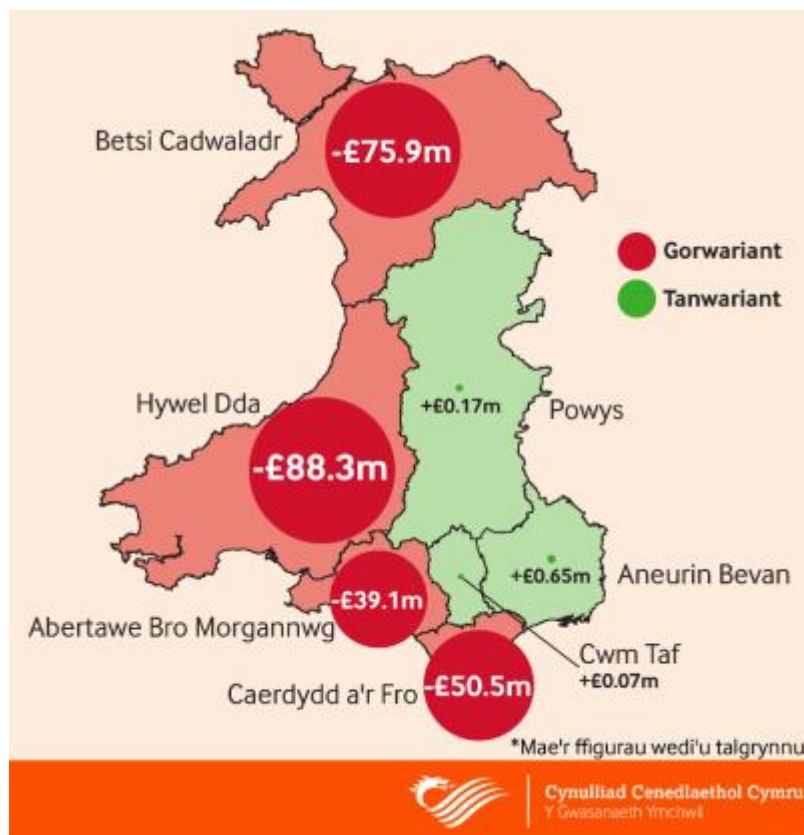 Betsi Cadwaladr
-£75.9m
Gorwariant
Tanwariant
Hywel Dda
+£0.17m
Powys
-£88.3m
+£0.65m
Aneurin Bevan
-£39.1m
Abertawe Bro Morgannwg
Cwm Taf
+£0.07m
Caerdydd a'r Fro
-£50.5m
*Mae'r ffigurau wedi'u talgrynnu
Cynulliad Cenedlaethol Cymru
Y Gwasanaeth Ymchwil